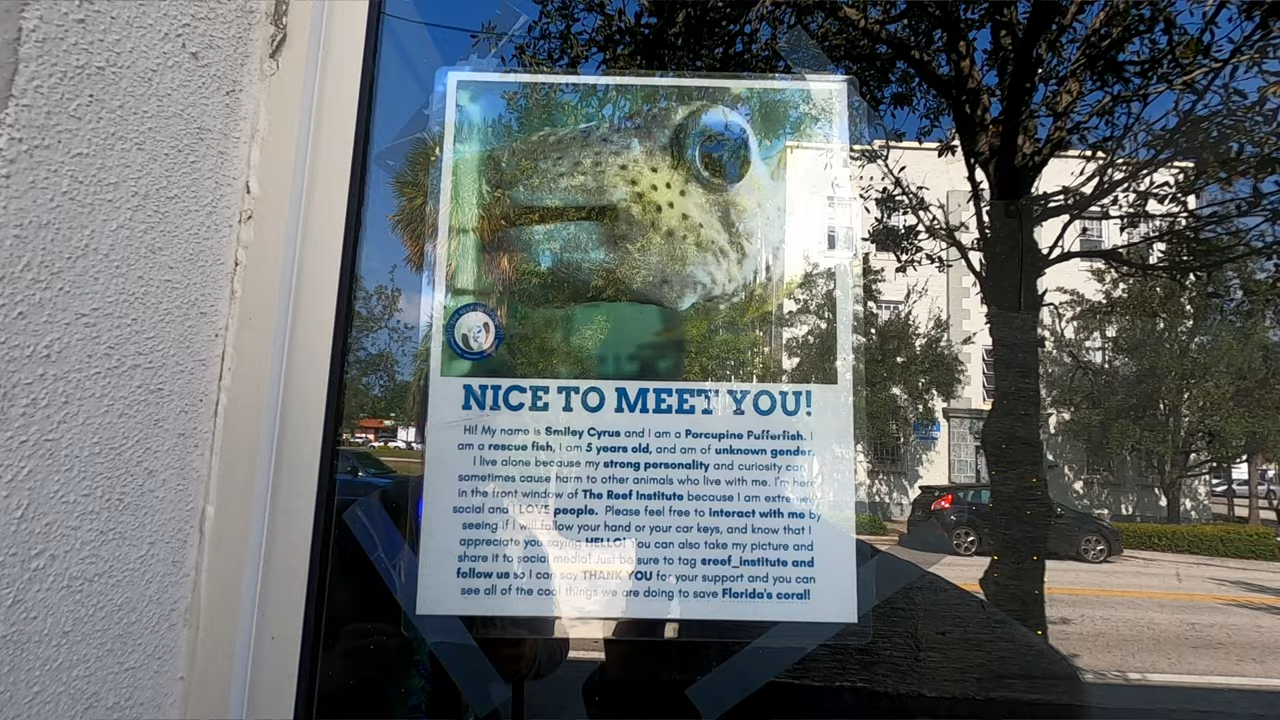 NICE TO MEET YOU!
Hi! My name is Smiley Cyrus and I am a Porcupine Pufferfish. I
am a rescue fish, I am 5 years old, and am of unknown gender.
I live alone because my strong personality and curiosity can
sometimes cause harm to other animals who live with me. I'm here
in the front window of The Reef Institute because I am extremely
social and I LOVE people. Please feel free to interact with me by
seeing if I will follow your hand or your car keys, and know that I
appreciate you saying HELLO! You can also take my picture and
share it to social media! Just be sure to tag @reef_institute and
follow us so I can say THANK YOU for your support and you can
see all of the cool things we are doing to save Florida's coral!